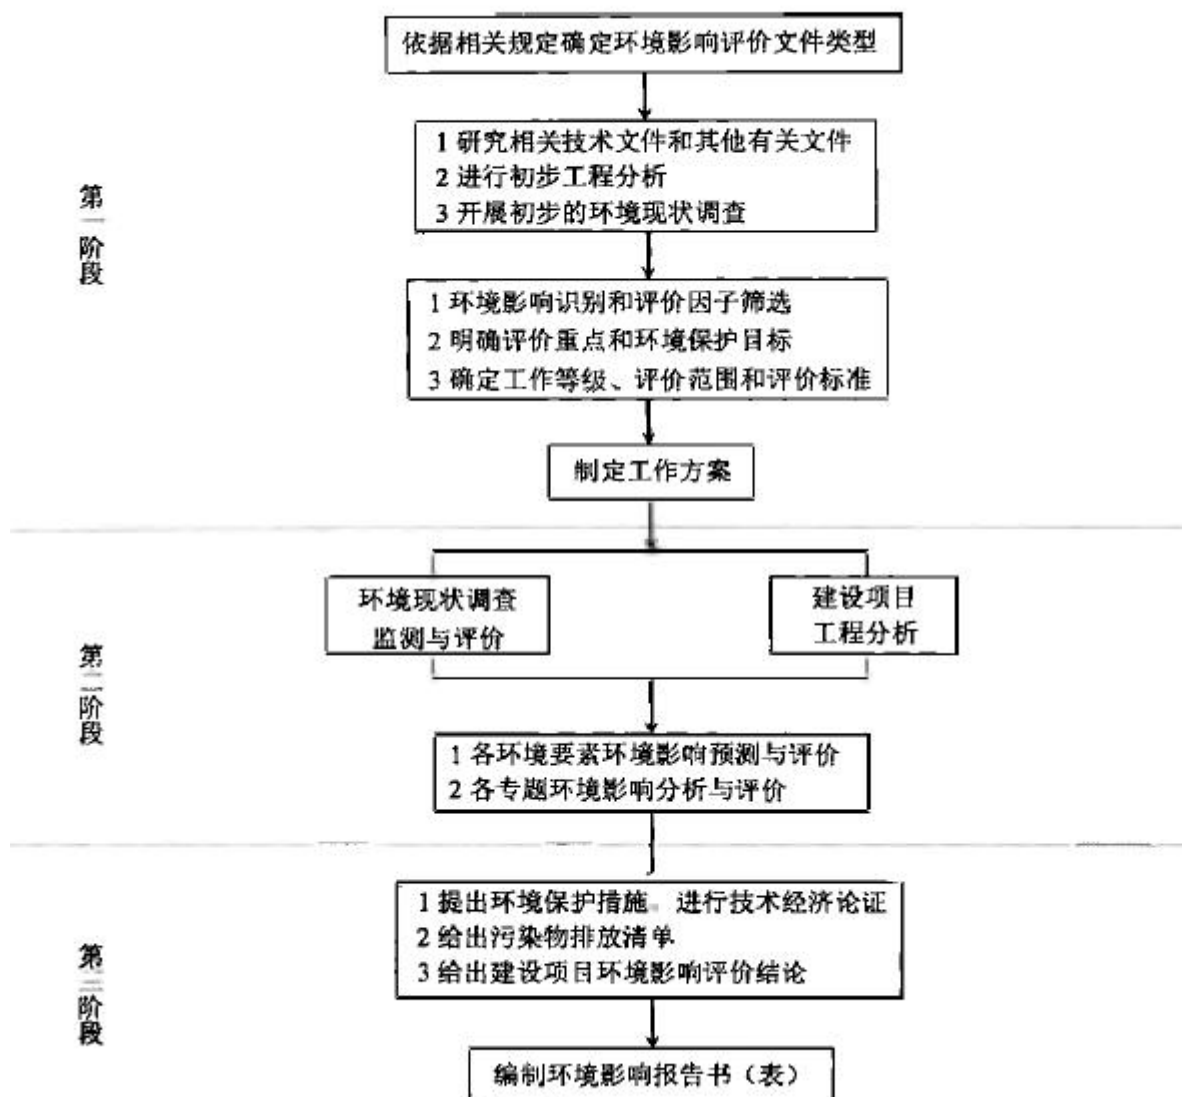 依据相关规定确定环境影响评价文件类型
1 研究相关技术文件和其他有关文件
2 进行初步工程分析
3 开展初步的环境现状调查
第一阶段
1 环境影响识别和评价因子筛选
2 明确评价重点和环境保护目标
3 确定工作等级、评价范围和评价标准
制定工作方案
环境现状调查
监测与评价
建设项目
工程分析
第二阶段
1 各环境要素环境影响预测与评价
2 各专题环境影响分析与评价
1 提出环境保护措施、进行技术经济论证
2 给出污染物排放清单
3 给出建设项目环境影响评价结论
第三阶段
编制环境影响报告书（表）